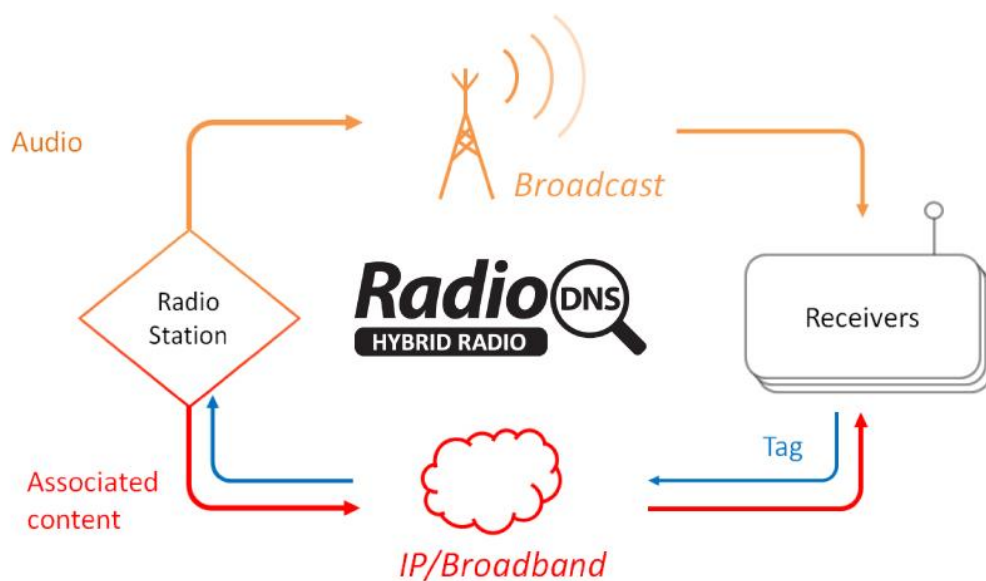 Audio
Broadcast
Radio
Station
Radio DNS
HYBRID RADIO
Receivers
Tag
Associated
content
IP/Broadband